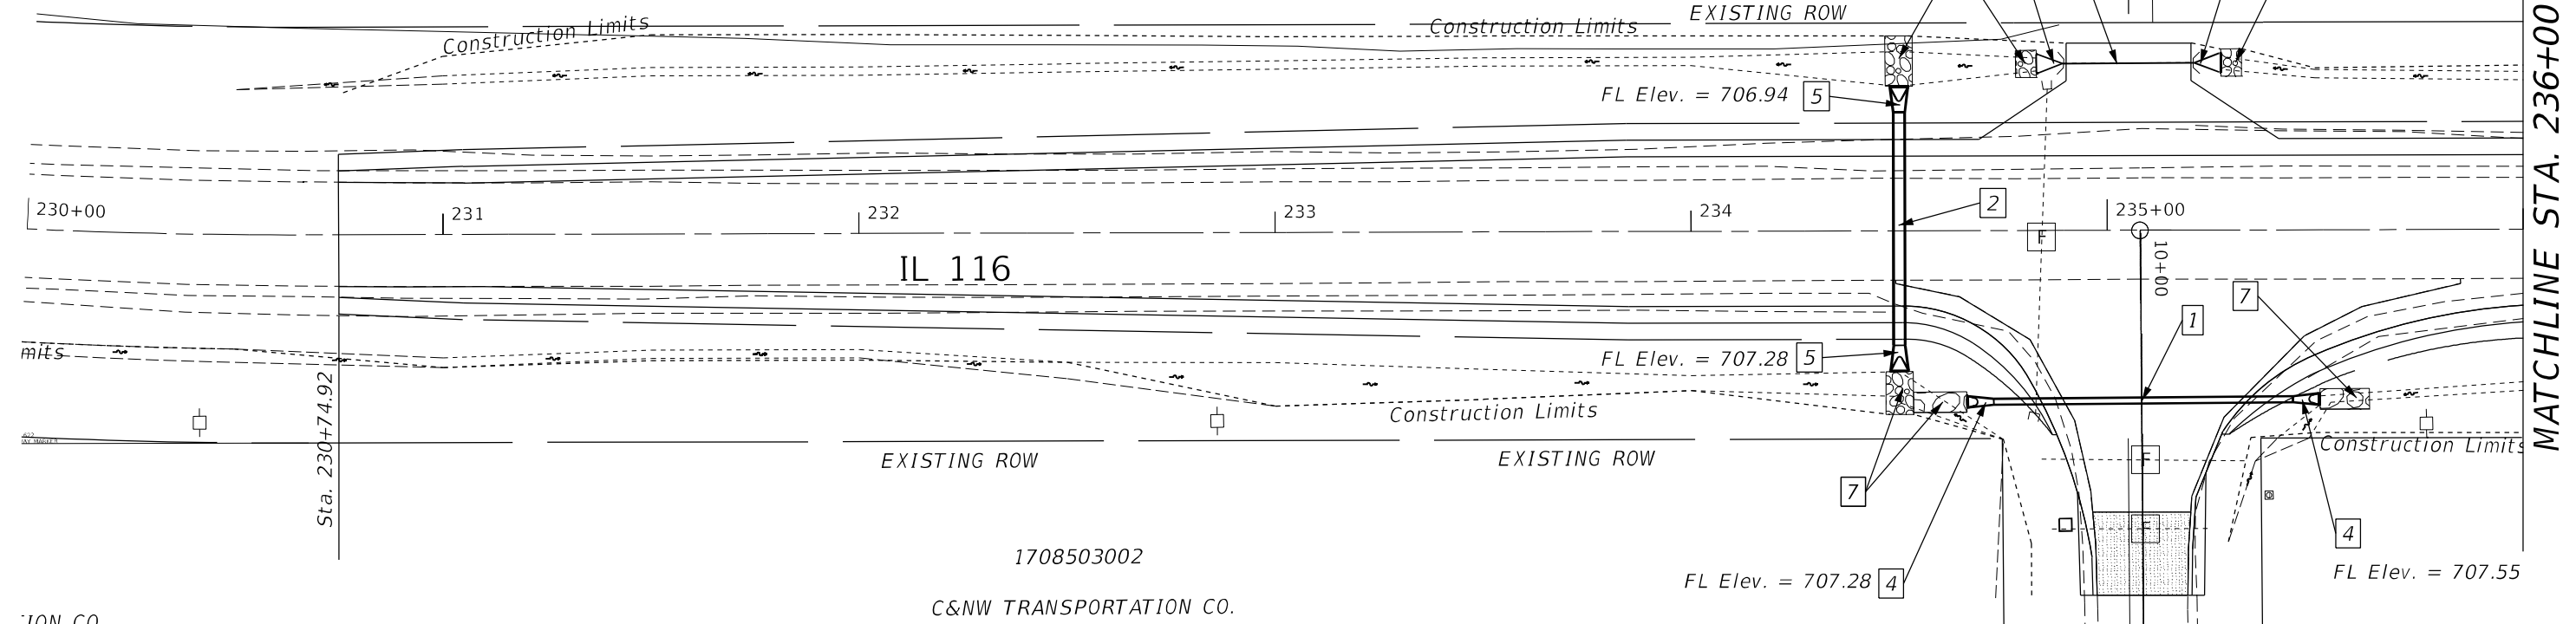 EXISTING ROW
Construction Limits
Construction Limits
MATCHLINE STA. 236+00
FL Elev. = 706.94 5
2
230+00
231
232
233
234
235+00
F
10+00
IL 116
7
1
mits
FL Elev. = 707.28 5
Sta. 230+74.92
Construction Limits
Construction Limits
EXISTING ROW
EXISTING ROW
F
7
F
4
1708503002
FL Elev. = 707.28 4
FL Elev. = 707.55
C&NW TRANSPORTATION CO.
ION CO